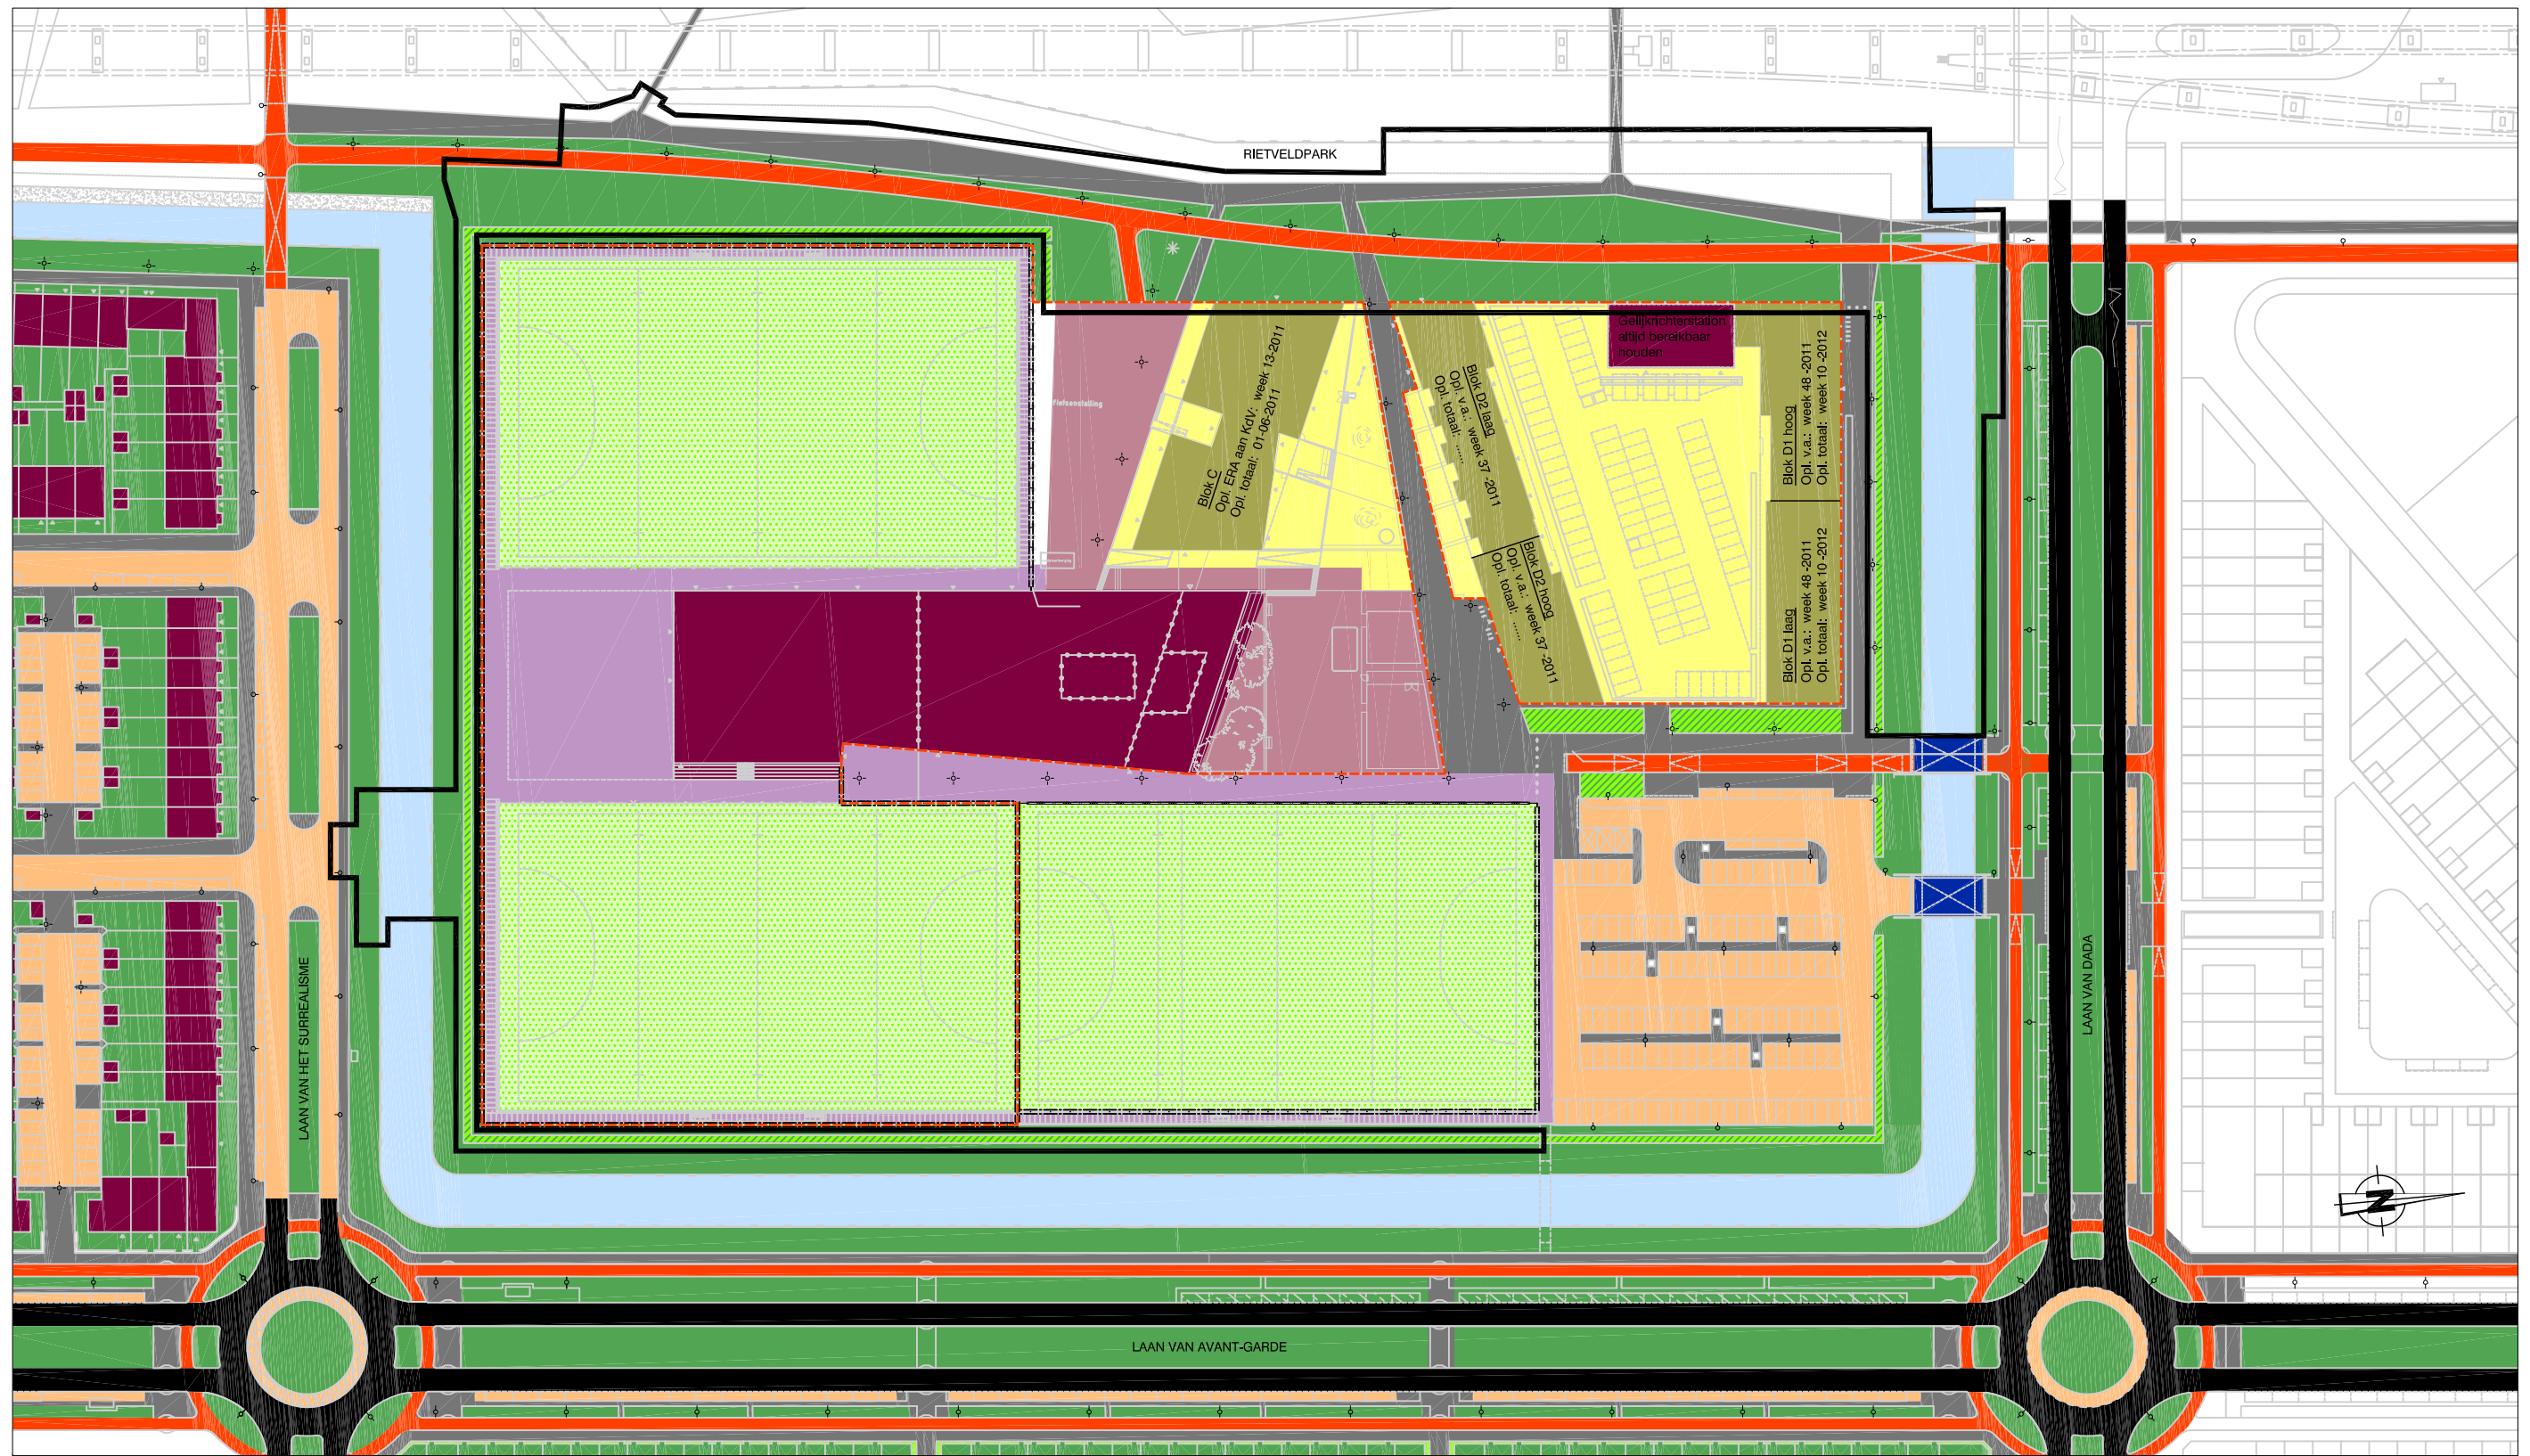 RIETVELDPARK
Gelijkrichterstation
altijd bereikbaar
houden
Fietsenstalling
Blok C
Opl. ERA aan KdV: week 13-2011
Opl. totaal: 01-06-2011
Blok D2 laag
Opl. v.a.: week 37 -2011
Opl. totaal: ......
Blok D1 hoog
Opl. v.a.: week 48 -2011
Opl. totaal: week 10 -2012
Blok D2 hoog
Opl. v.a.: week 37 -2011
Opl. totaal: ......
Blok D1 laag
Opl. v.a.: week 48 -2011
Opl. totaal: week 10 -2012
LAAN VAN HET SURREALISME
LAAN VAN DADA
N
LAAN VAN AVANT-GARDE